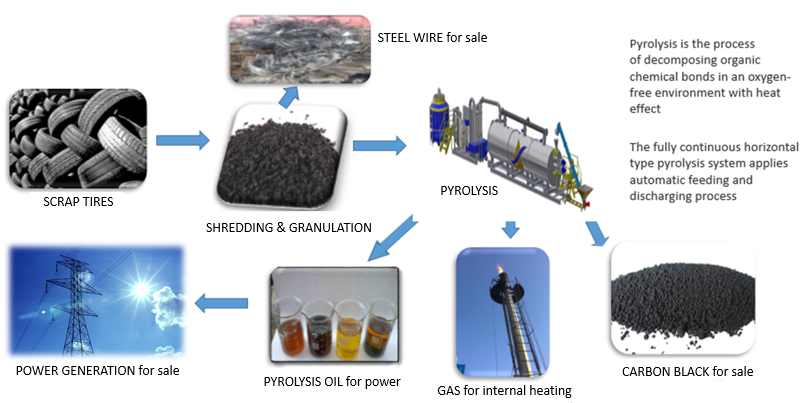 STEEL WIRE for sale
Pyrolysis is the process
of decomposing organic
chemical bonds in an oxygen-
free environment with heat
effect
The fully continuous horizontal
type pyrolysis system applies
automatic feeding and
discharging process
SCRAP TIRES
SHREDDING & GRANULATION
PYROLYSIS
POWER GENERATION for sale
PYROLYSIS OIL for power
GAS for internal heating
CARBON BLACK for sale